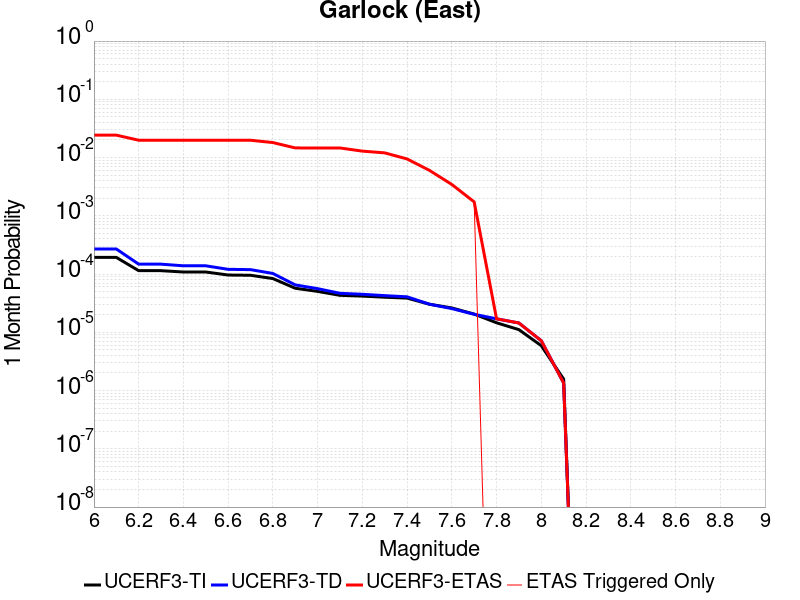 Garlock (East)
10^0
10^-1
10^-2
10^-3
10^-4
10^-5
10^-6
10^-7
10^-8
1 Month Probability
6 6.2 6.4 6.6 6.8 7 7.2 7.4 7.6 7.8 8 8.2 8.4 8.6 8.8 9
Magnitude
UCERF3-TI UCERF3-TD UCERF3-ETAS ETAS Triggered Only